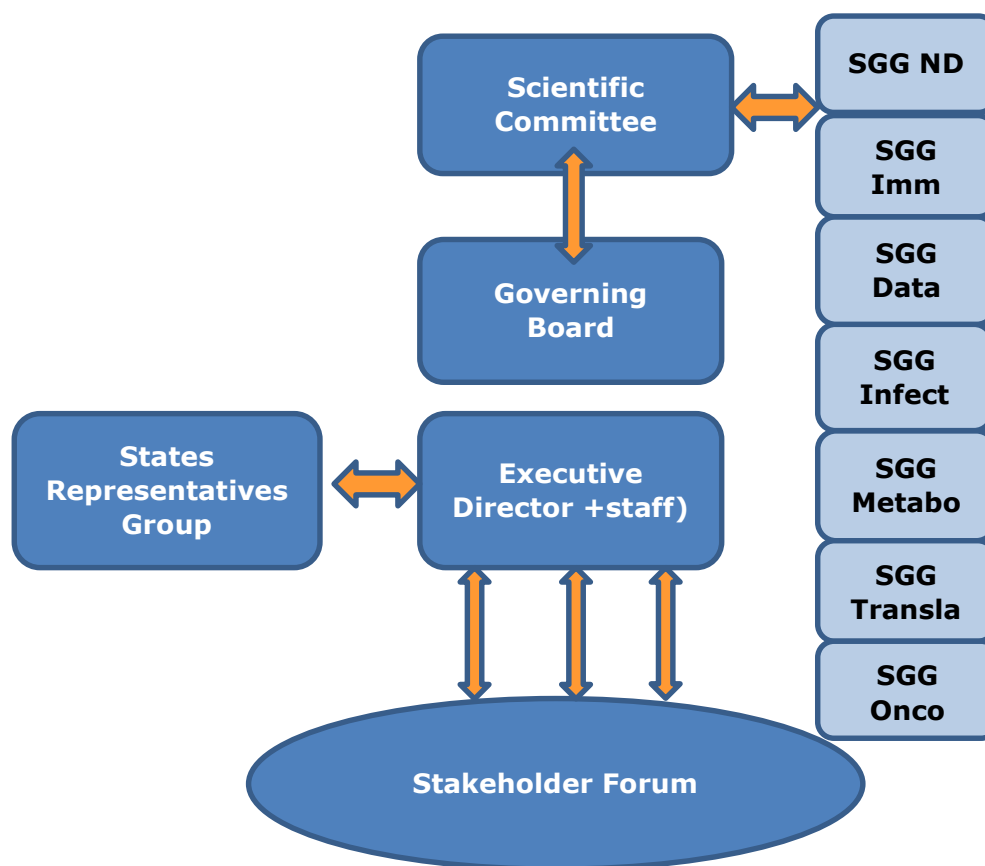 Scientific
Committee
Governing
Board
States
Representatives
Group
Executive
Director +staff)
Stakeholder Forum
SGG ND
SGG
Imm
SGG
Data
SGG
Infect
SGG
Metabo
SGG
Transla
SGG
Onco